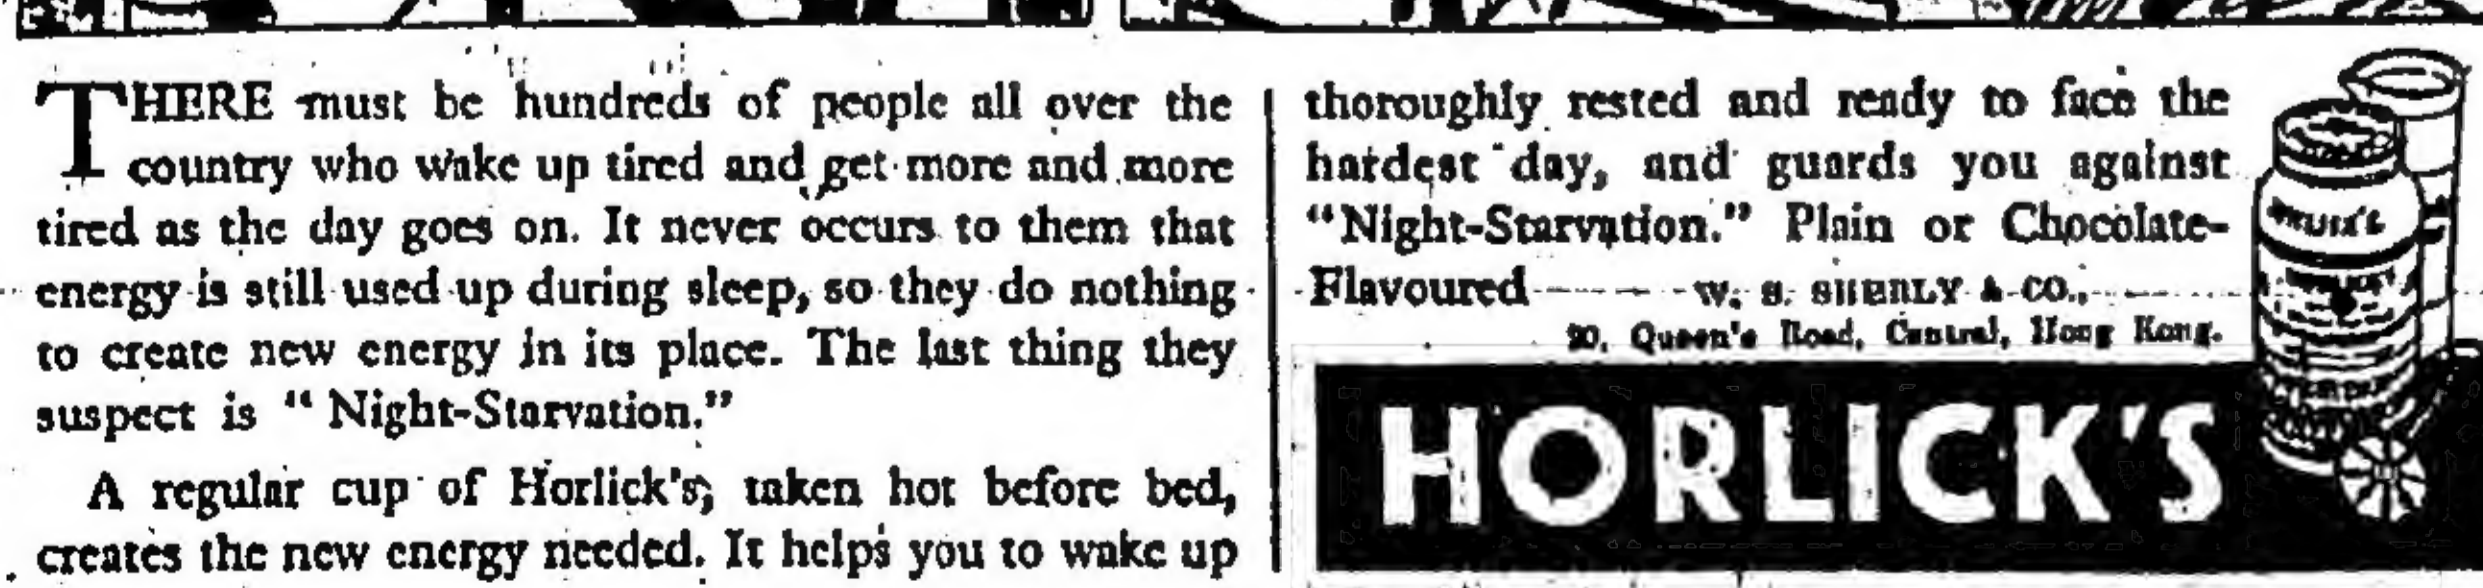 THERE must be hundreds of people all over the
country who wake up tired and get more and more
tired as the day goes on. It never occurs to them that
energy is still used up during sleep, so they do nothing
to create new energy in its place. The last thing they
suspect is "Night-Starvation."
A regular cup of Horlick's, taken hot before bed,
creates the new energy needed. It helps you to wake up
thoroughly rested and ready to face the
hardest day, and guards you against
"Night-Starvation." Plain or Chocolate-
Flavoured W. S. & CO.,
Queen's Road, Central, Hong Kong.
HORLICK'S